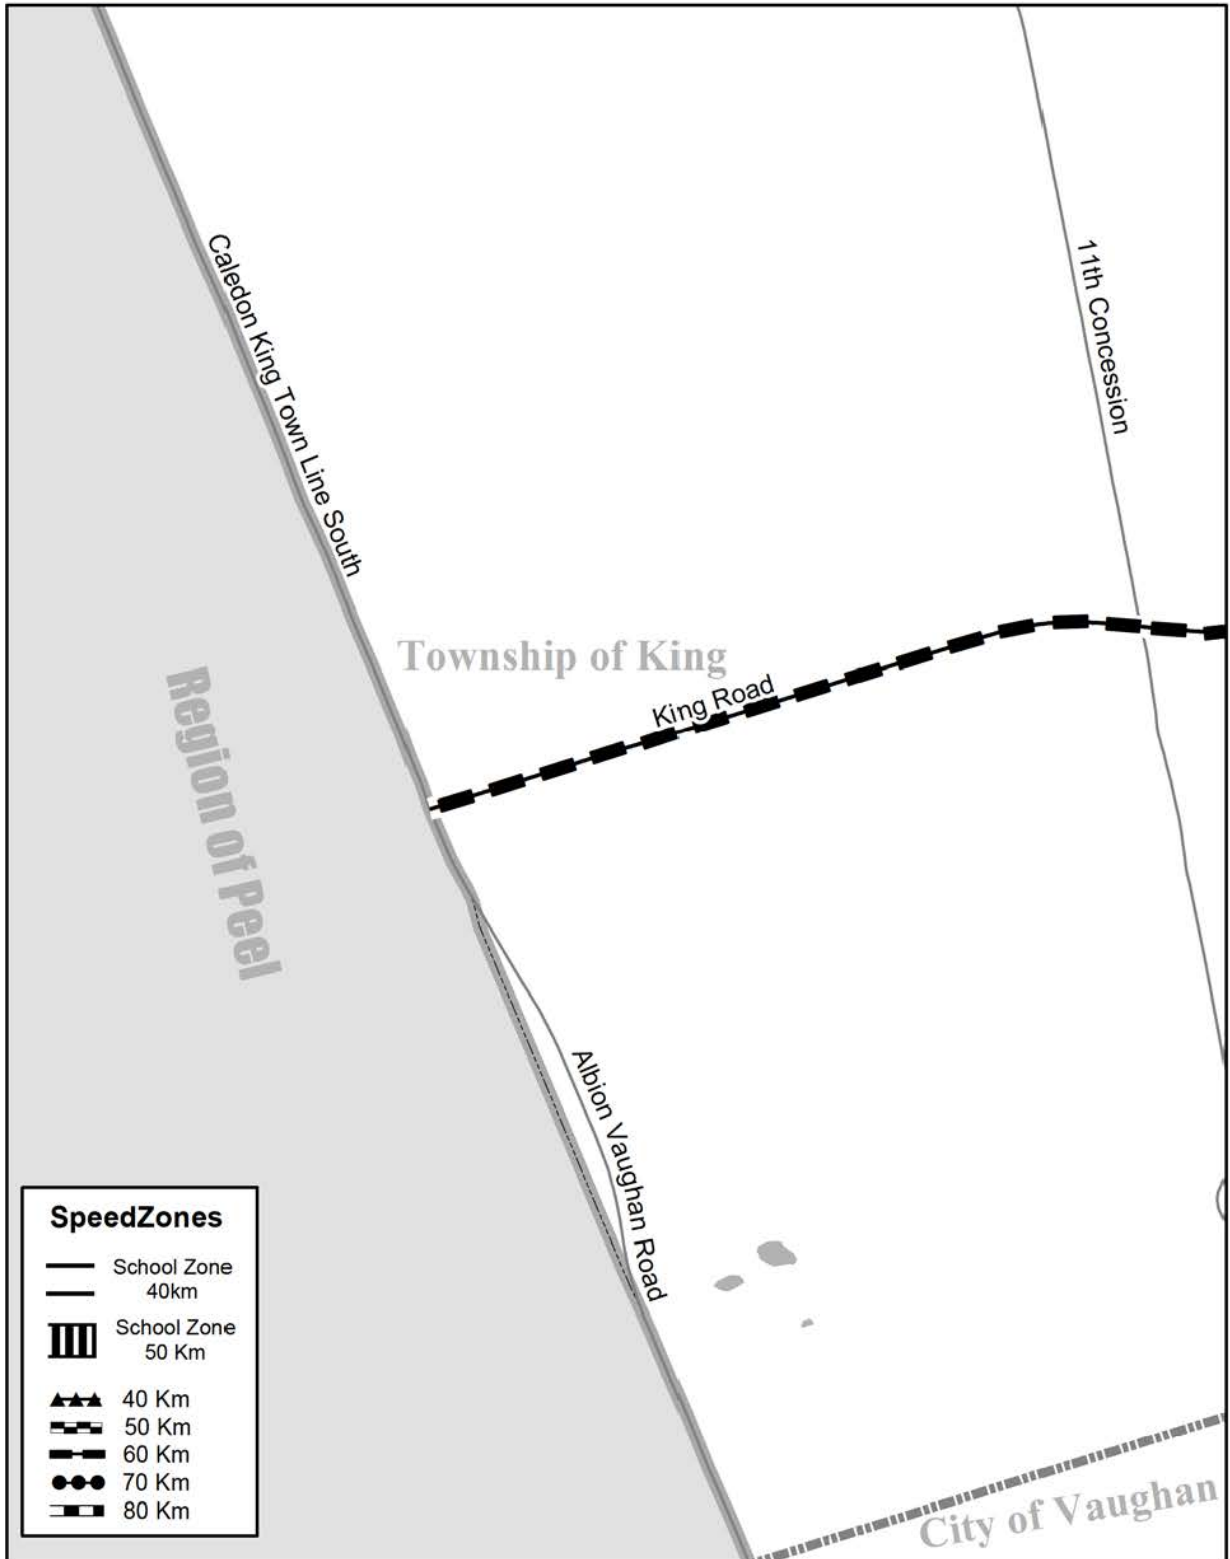 Caledon King Town Line South
11th Concession
Township of King
King Road
Region of Peel
Albion Vaughan Road
SpeedZones
School Zone
40km
School Zone
50 Km
40 Km
50 Km
60 Km
70 Km
80 Km
City of Vaughan